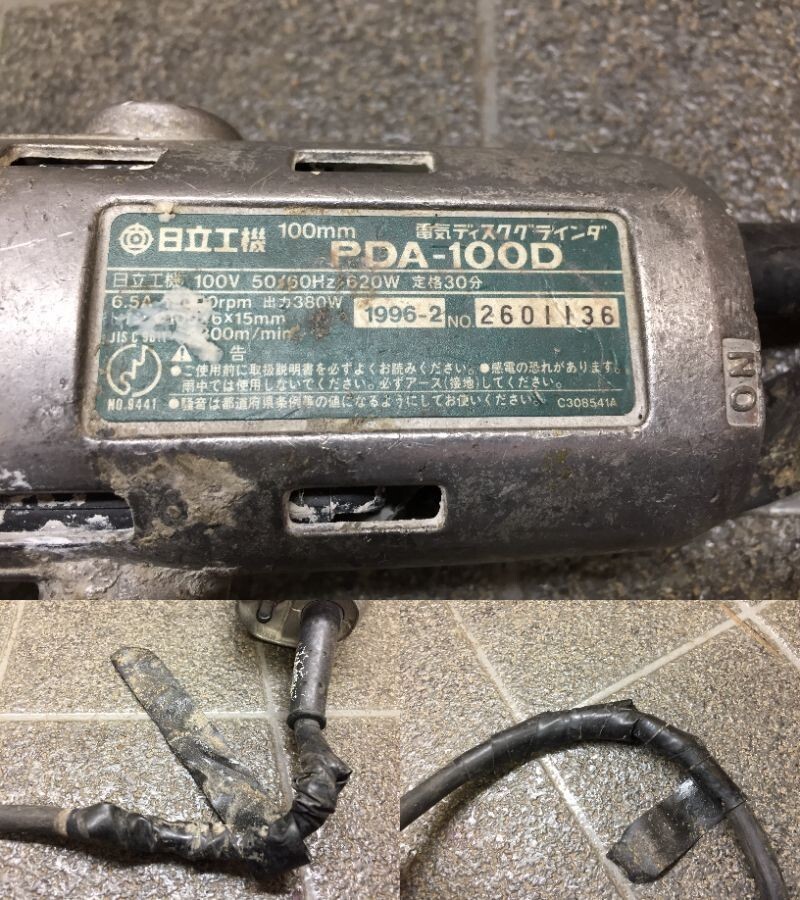 日立工機 100mm 電気ディスクグラインダ
PDA-100D
日立工機 100V 50/60Hz 620W 定格30分
6.5A rpm 出力380W
6×15mm 1996-2 NO. 2601136
JIS C 00m/min
告
●ご使用前に取扱説明書を必ずよくお読みください。●感電の恐れがあります。
雨中では使用しないでください。必ずアース(接地)してください。
NO.9441 ●騒音は都道府県条例等の値になるようにしてお使いください。 C308541A
NO